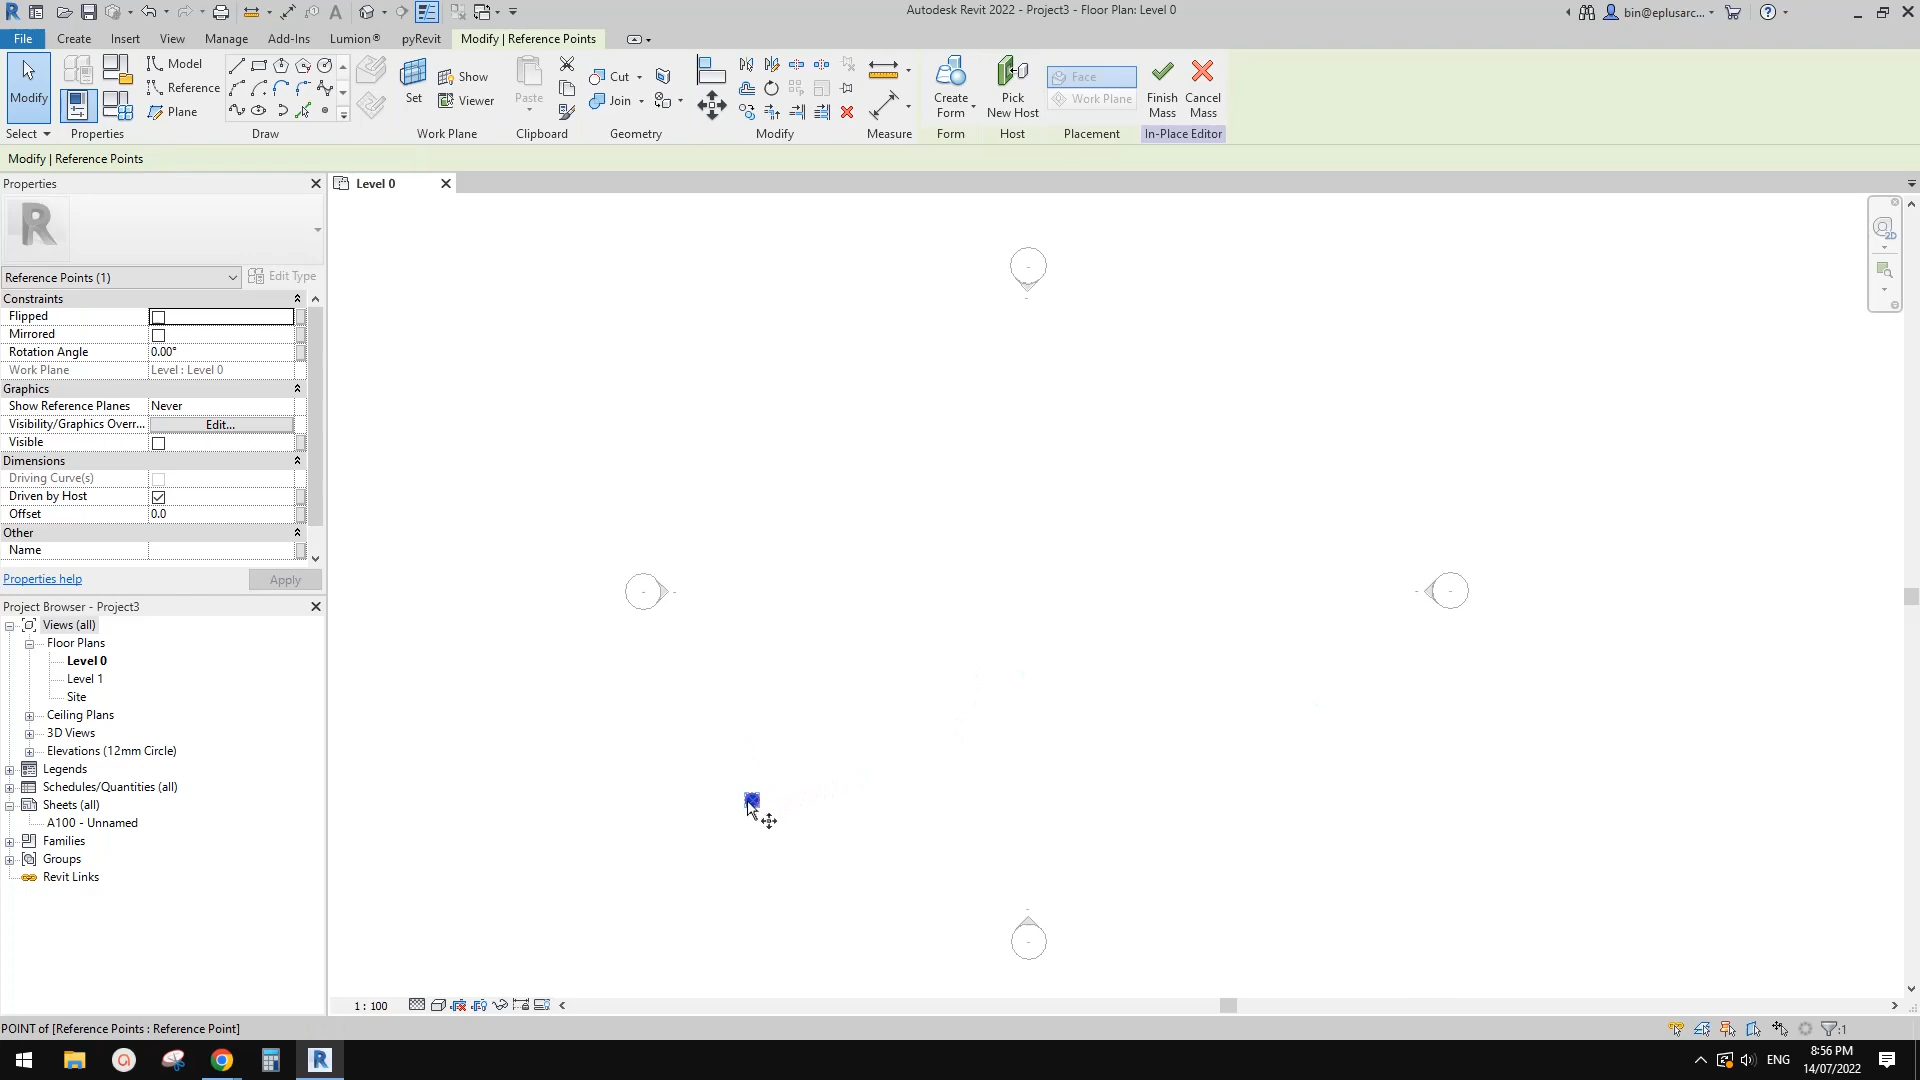 Autodesk Revit 2022 - Project3 - Floor Plan: Level 0
bin@eplusarc...
File Create Insert View Manage Add-Ins Lumion® pyRevit Modify | Reference Points
Modify
Select
Properties
Model
Reference
Plane
Draw
Set
Show
Viewer
Work Plane
Paste
Clipboard
Cut
Join
Geometry
Modify
Measure
Create
Form
Form
Pick
New Host
Host
Face
Work Plane
Placement
Finish
Mass
Cancel
Mass
In-Place Editor
Modify | Reference Points
Properties
Level 0
2D
R
Reference Points (1)
Edit Type
Constraints
Flipped
Mirrored
Rotation Angle 0.00°
Work Plane Level : Level 0
Graphics
Show Reference Planes Never
Visibility/Graphics Overr... Edit...
Visible
Dimensions
Driving Curve(s)
Driven by Host
Offset 0.0
Other
Name
Properties help Apply
Project Browser - Project3
Views (all)
Floor Plans
Level 0
Level 1
Site
Ceiling Plans
3D Views
Elevations (12mm Circle)
Legends
Schedules/Quantities (all)
Sheets (all)
A100 - Unnamed
Families
Groups
Revit Links
1 : 100
POINT of [Reference Points : Reference Point]
:1
ENG
8:56 PM
14/07/2022